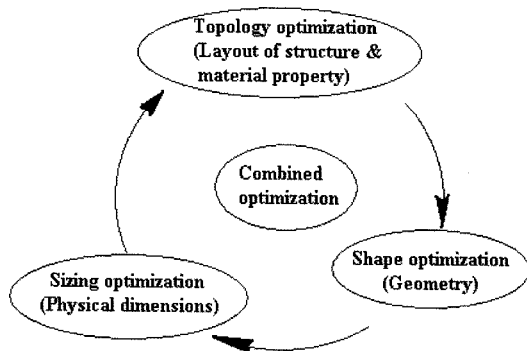 Topology optimization
(Layout of structure &
material property)
Combined
optimization
Shape optimization
(Geometry)
Sizing optimization
(Physical dimensions)